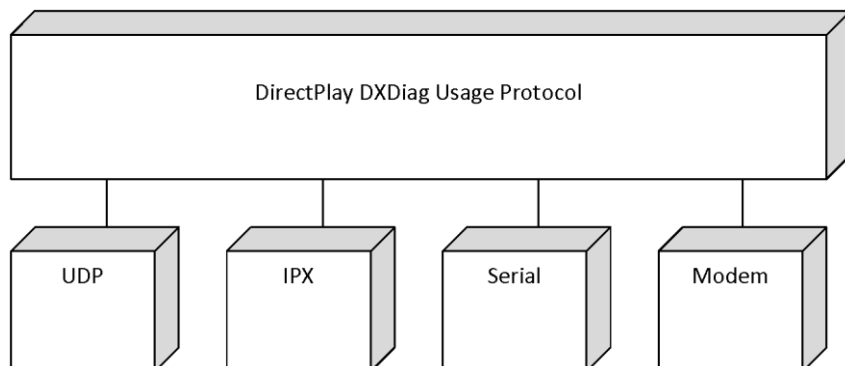 DirectPlay DXDiag Usage Protocol
UDP
IPX
Serial
Modem